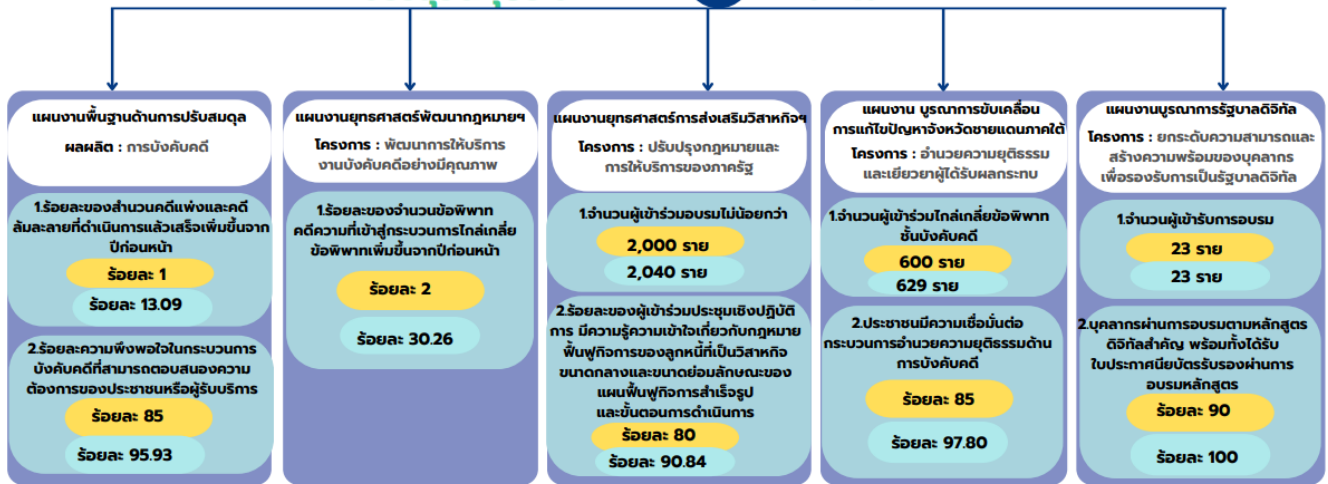 แผนงานพื้นฐานด้านการปรับสมดุล
ผลผลิต : การบังคับคดี
1.ร้อยละของสำนวนคดีแพ่งและคดี
ล้มละลายที่ดำเนินการแล้วเสร็จเพิ่มขึ้นจาก
ปีก่อนหน้า
ร้อยละ 1
ร้อยละ 13.09
2.ร้อยละความพึงพอใจในกระบวนการ
บังคับคดีที่สามารถตอบสนองความ
ต้องการของประชาชนหรือผู้รับบริการ
ร้อยละ 85
ร้อยละ 95.93
แผนงานยุทธศาสตร์พัฒนากฎหมายฯ
โครงการ : พัฒนาการให้บริการ
งานบังคับคดีอย่างมีคุณภาพ
1.ร้อยละของจำนวนข้อพิพาท
คดีความที่เข้าสู่กระบวนการไกล่เกลี่ย
ข้อพิพาทเพิ่มขึ้นจากปีก่อนหน้า
ร้อยละ 2
ร้อยละ 30.26
แผนงานยุทธศาสตร์การส่งเสริมวิสาหกิจฯ
โครงการ : ปรับปรุงกฎหมายและ
การให้บริการของภาครัฐ
1.จำนวนผู้เข้าร่วมอบรมไม่น้อยกว่า
2,000 ราย
2,040 ราย
2.ร้อยละของผู้เข้าร่วมประชุมเชิงปฏิบัติ
การ มีความรู้ความเข้าใจเกี่ยวกับกฎหมาย
ฟื้นฟูกิจการของลูกหนี้ที่เป็นวิสาหกิจ
ขนาดกลางและขนาดย่อมลักษณะของ
แผนฟื้นฟูกิจการสำเร็จรูป
และขั้นตอนการดำเนินการ
ร้อยละ 80
ร้อยละ 90.84
แผนงาน บูรณาการขับเคลื่อน
การแก้ไขปัญหาจังหวัดชายแดนภาคใต้
โครงการ : อำนวยความยุติธรรม
และเยียวยาผู้ได้รับผลกระทบ
1.จำนวนผู้เข้าร่วมไกล่เกลี่ยข้อพิพาท
ชั้นบังคับคดี
600 ราย
629 ราย
2.ประชาชนมีความเชื่อมั่นต่อ
กระบวนการอำนวยความยุติธรรมด้าน
การบังคับคดี
ร้อยละ 85
ร้อยละ 97.80
แผนงานบูรณาการรัฐบาลดิจิทัล
โครงการ : ยกระดับความสามารถและ
สร้างความพร้อมของบุคลากร
เพื่อรองรับการเป็นรัฐบาลดิจิทัล
1.จำนวนผู้เข้ารับการอบรม
23 ราย
23 ราย
2.บุคลากรผ่านการอบรมตามหลักสูตร
ดิจิทัลสำคัญ พร้อมทั้งได้รับ
ใบประกาศนียบัตรรับรองผ่านการ
อบรมหลักสูตร
ร้อยละ 90
ร้อยละ 100